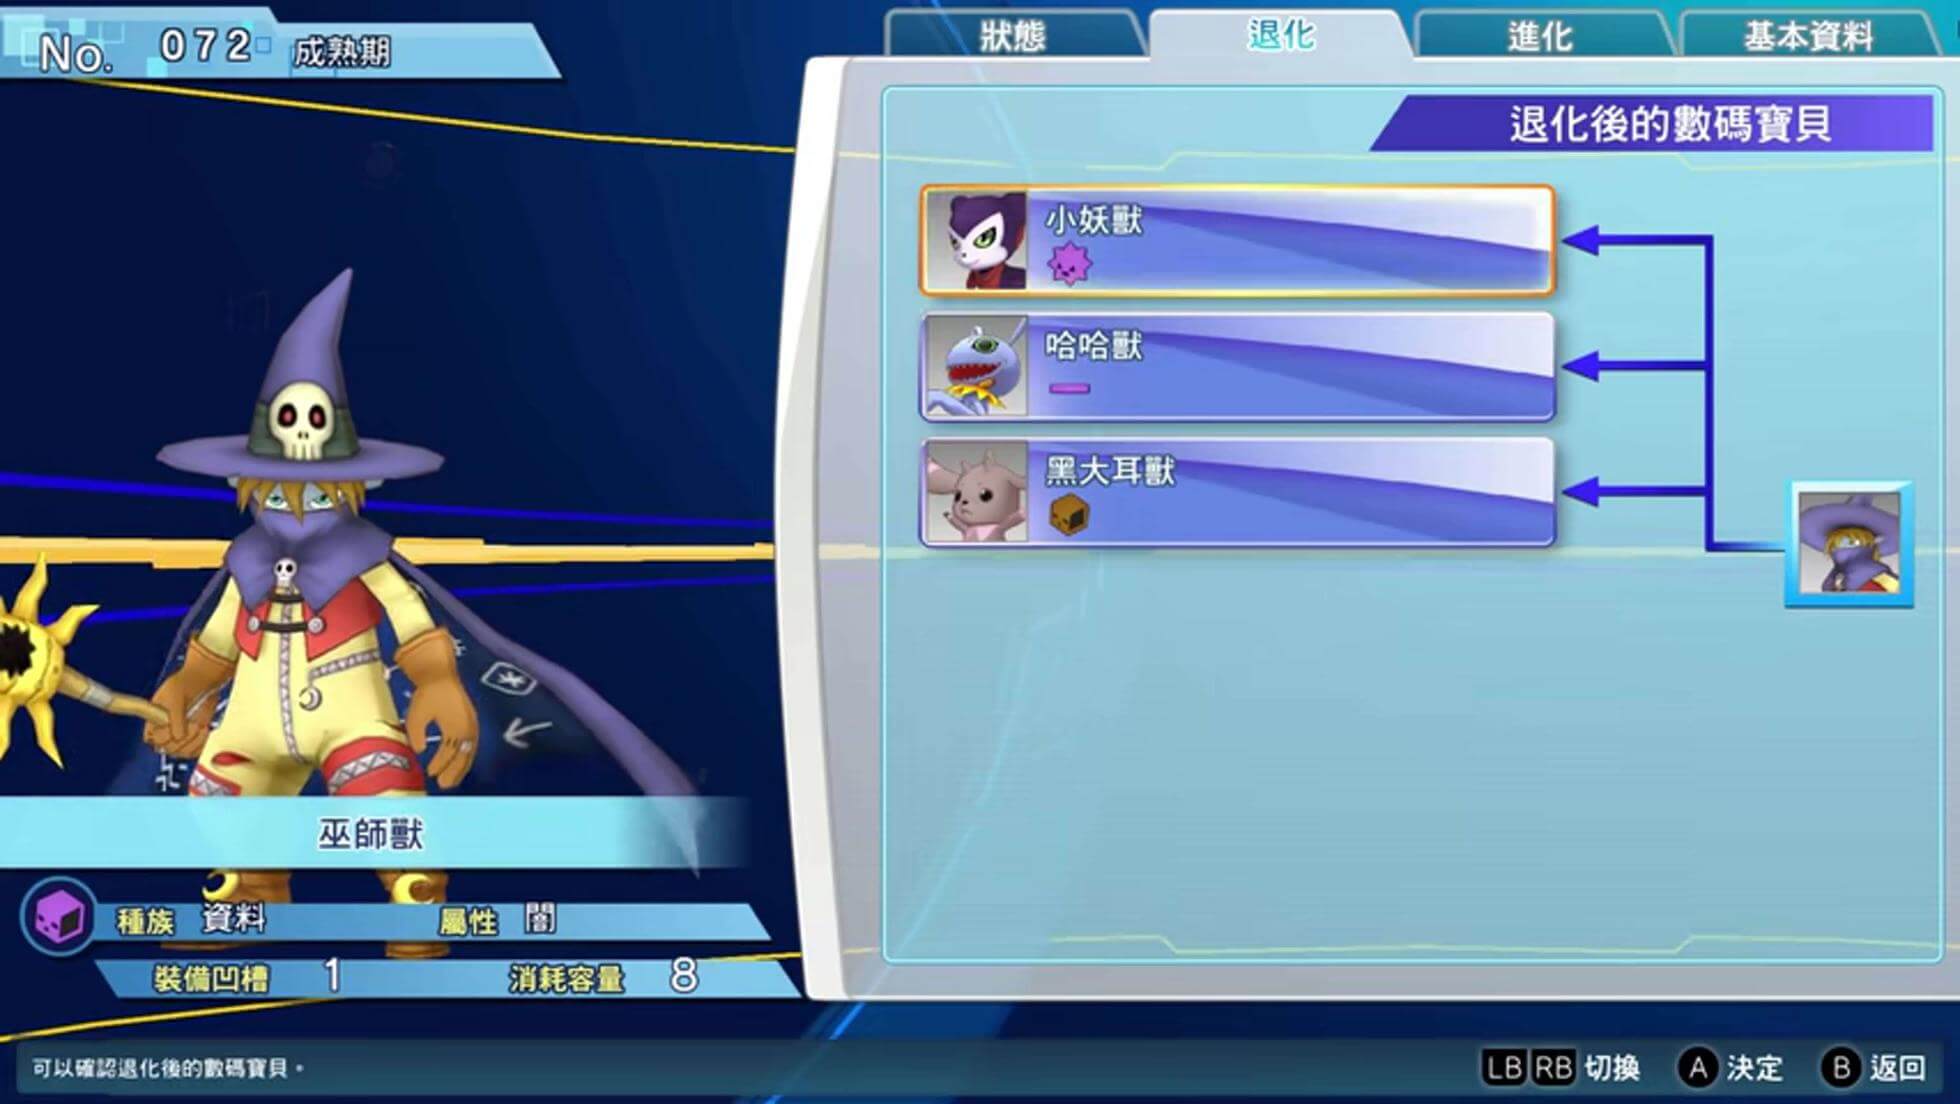 No. 072 成熟期
狀態 退化 進化 基本資料
退化後的數碼寶貝
小妖獸
哈哈獸
黑大耳獸
巫師獸
種族 資料 屬性 闇
裝備凹槽 1 消耗容量 8
可以確認退化後的數碼寶貝。
LB RB 切換 A 決定 B 返回